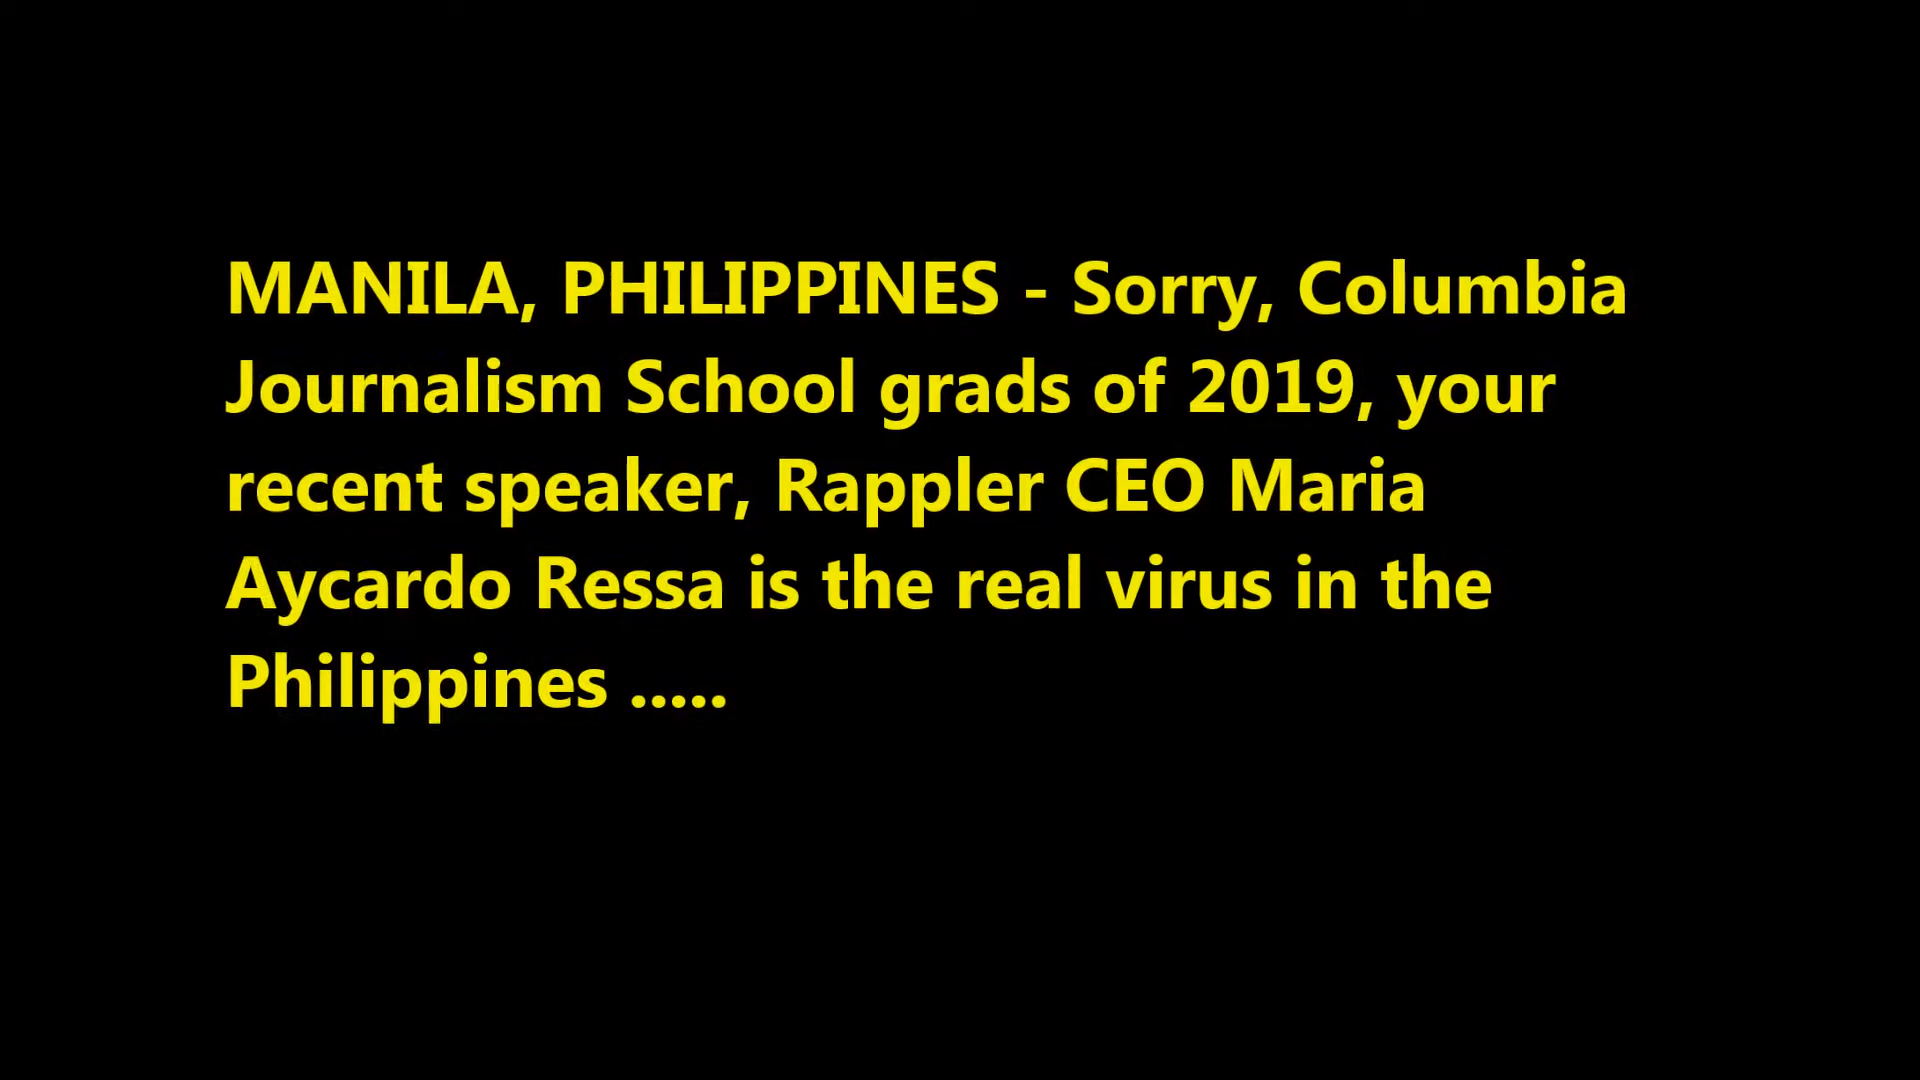 MANILA, PHILIPPINES - Sorry, Columbia
Journalism School grads of 2019, your
recent speaker, Rappler CEO Maria
Aycardo Ressa is the real virus in the
Philippines .....